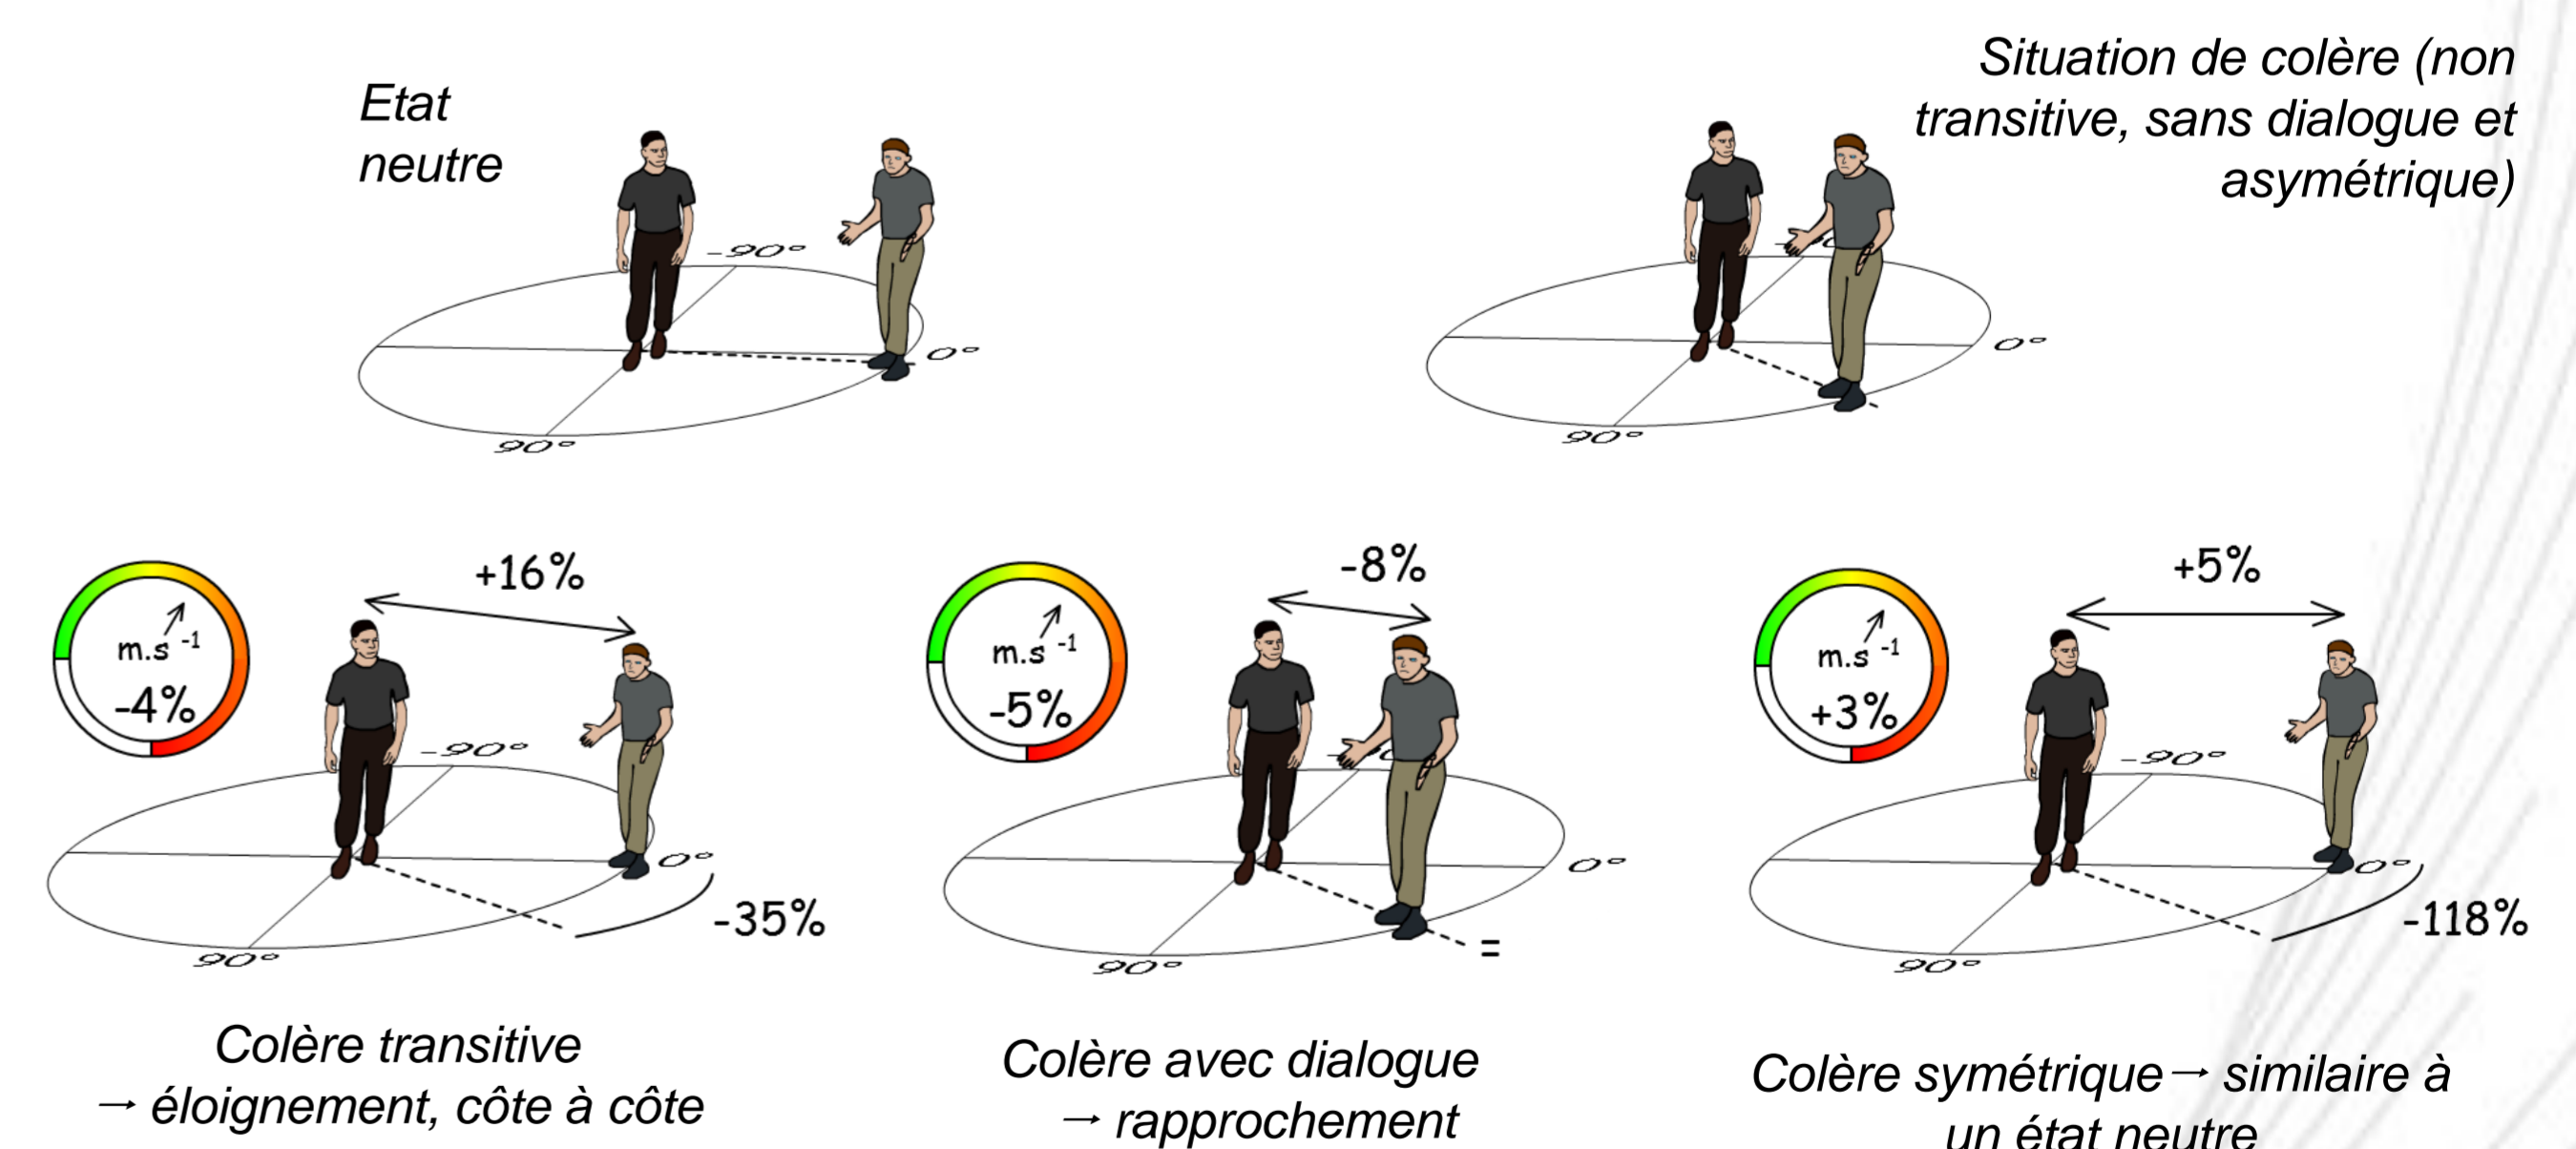 Etat
neutre
-90°
0°
90°
Situation de colère (non
transitive, sans dialogue et
asymétrique)
0°
90°
+16%
m.s -1
-4%
-90°
0°
-35%
90°
Colère transitive
→ éloignement, côte à côte
-8%
m.s -1
-5%
0°
=
90°
Colère avec dialogue
→ rapprochement
+5%
m.s -1
+3%
-90°
0°
-118%
90°
Colère symétrique → similaire à
un état neutre